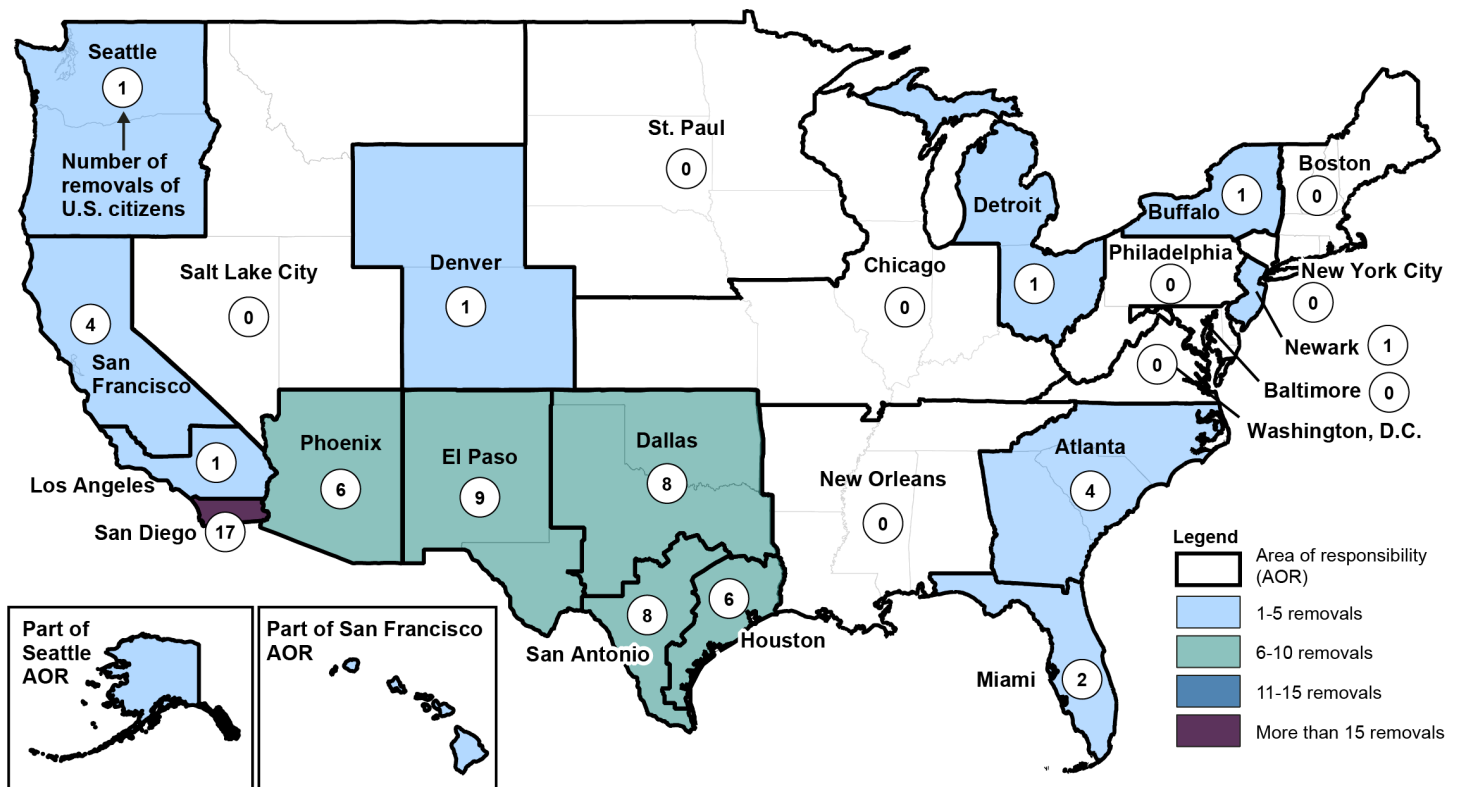 Seattle
1
Number of
removals of
U.S. citizens
St. Paul
0
Detroit
1
Buffalo
1
Boston
0
Salt Lake City
0
Denver
1
Chicago
0
Philadelphia
0
New York City
0
Newark
1
Baltimore
0
0
Washington, D.C.
4
San
Francisco
1
Los Angeles
San Diego
17
Phoenix
6
El Paso
9
Dallas
8
New Orleans
0
Atlanta
4
8
San Antonio
6
Houston
Miami
2
Part of
Seattle
AOR
Part of San Francisco
AOR
Legend
Area of responsibility
(AOR)
1-5 removals
6-10 removals
11-15 removals
More than 15 removals